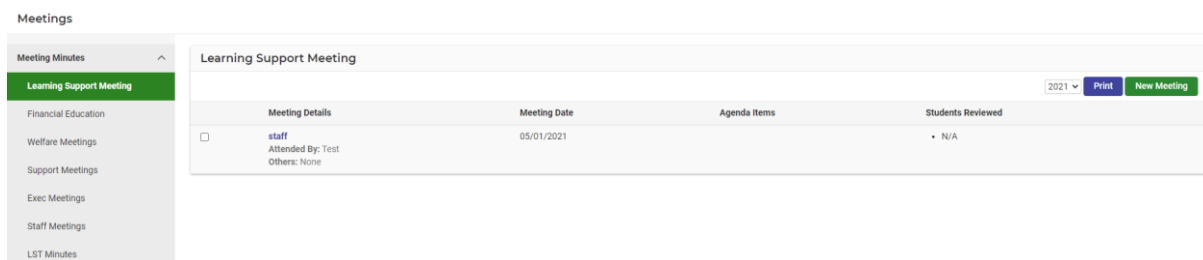 Meetings
Meeting Minutes
Learning Support Meeting
Financial Education
Welfare Meetings
Support Meetings
Exec Meetings
Staff Meetings
LST Minutes
Learning Support Meeting
2021 Print New Meeting
Meeting Details Meeting Date Agenda Items Students Reviewed
staff 05/01/2021 • N/A
Attended By: Test
Others: None